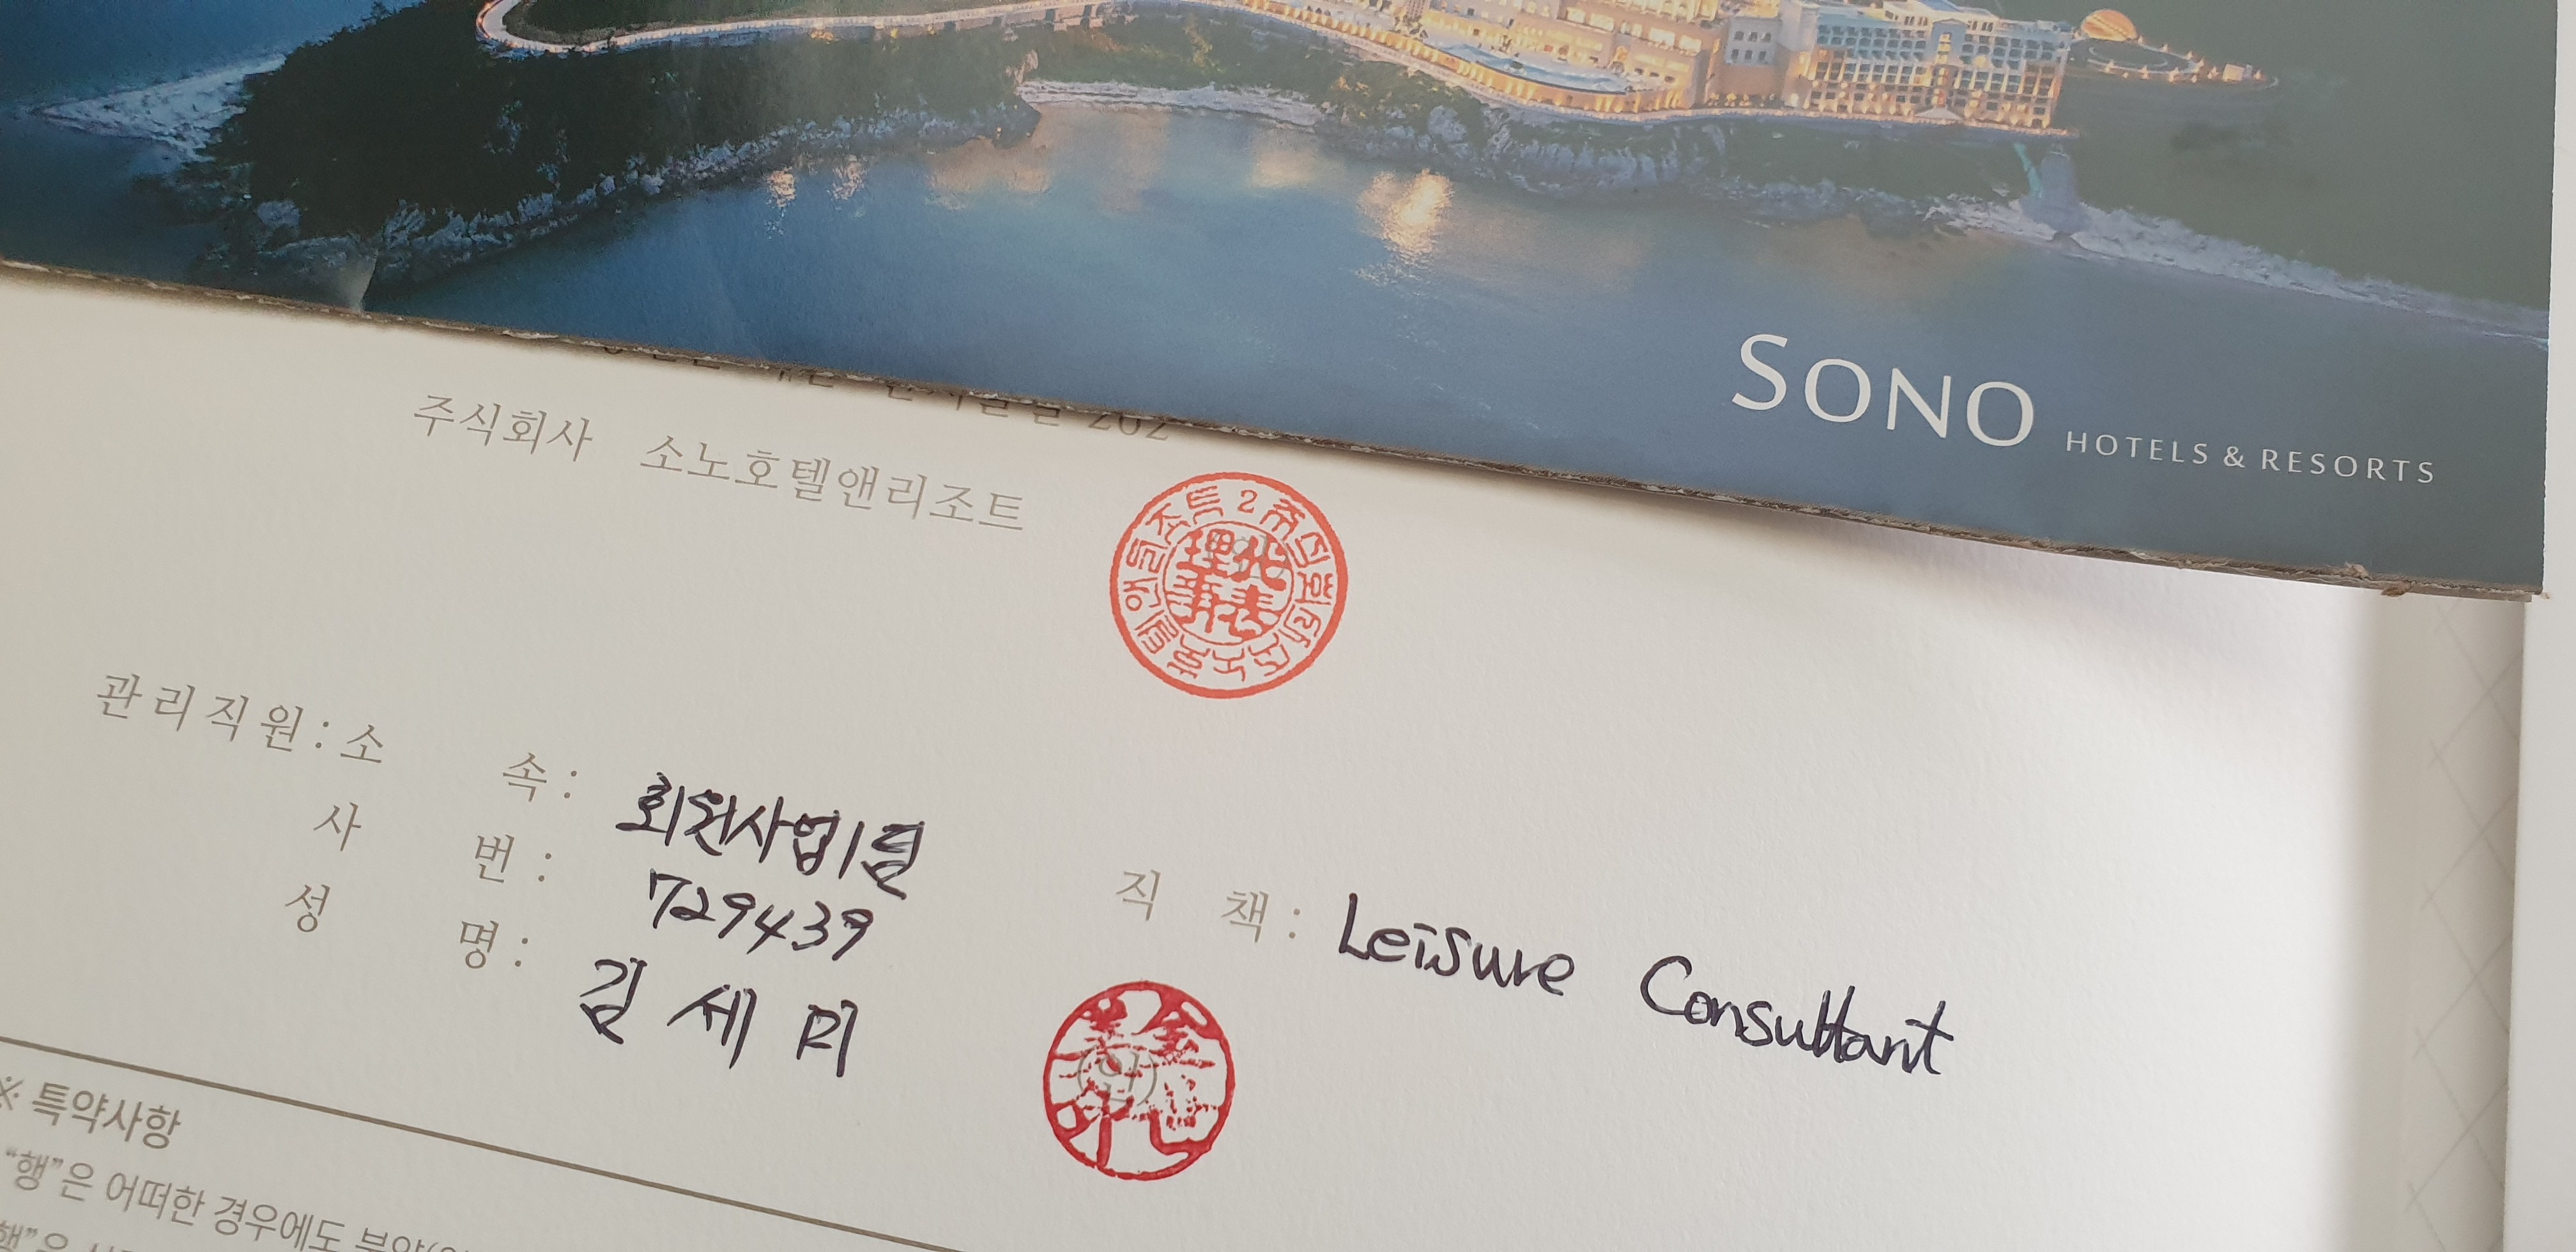 SONO HOTELS & RESORTS
202
주식회사 소노호텔앤리조트
관리직원 : 소 속 : 회원사업1팀
사 번 : 729439
직 책 : Leisure Consultant
성 명 : 김세미
※ 특약사항
“행”은 어떠한 경우에도